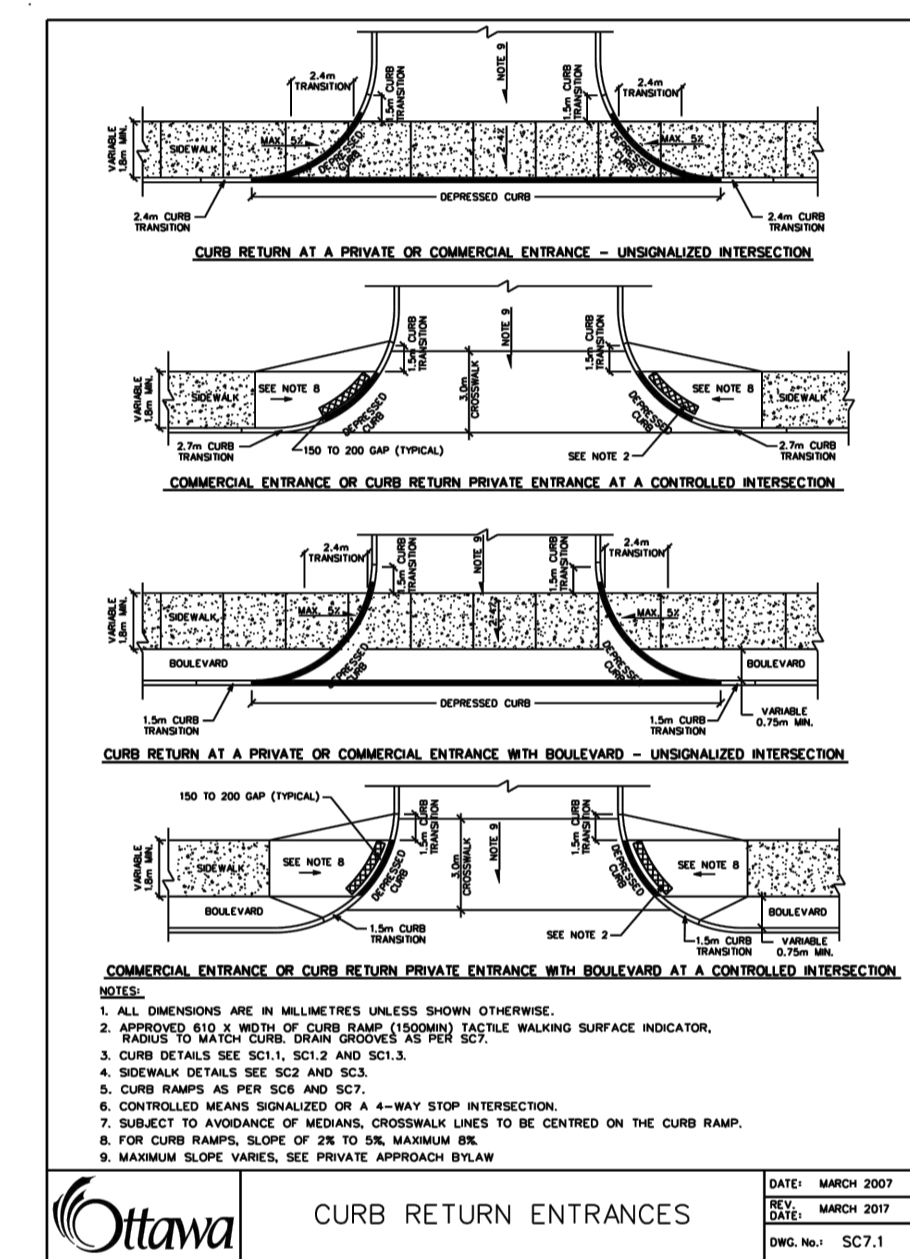 2.4m
TRANSITION
1.5m CURB
TRANSITION
NOTE 9
2.4m
TRANSITION
VARIABLE
1.8m MIN.
SIDEWALK
MAX. 5%
DEPRESSED
CURB
2-4%
DEPRESSED
CURB
MAX. 5%
DEPRESSED CURB
2.4m CURB
TRANSITION
2.4m CURB
TRANSITION
CURB RETURN AT A PRIVATE OR COMMERCIAL ENTRANCE - UNSIGNALIZED INTERSECTION
1.5m CURB
TRANSITION
NOTE 9
1.5m CURB
TRANSITION
VARIABLE
1.8m MIN.
SIDEWALK
SEE NOTE 8
DEPRESSED
CURB
3.0m
CROSSWALK
DEPRESSED
CURB
SEE NOTE 8
SIDEWALK
2.7m CURB
TRANSITION
150 TO 200 GAP (TYPICAL)
SEE NOTE 2
2.7m CURB
TRANSITION
COMMERCIAL ENTRANCE OR CURB RETURN PRIVATE ENTRANCE AT A CONTROLLED INTERSECTION
2.4m
TRANSITION
1.5m CURB
TRANSITION
NOTE 9
1.5m CURB
TRANSITION
2.4m
TRANSITION
VARIABLE
1.8m MIN.
SIDEWALK
MAX. 5%
2-4%
MAX. 5%
BOULEVARD
DEPRESSED
CURB
DEPRESSED
CURB
BOULEVARD
DEPRESSED CURB
1.5m CURB
TRANSITION
1.5m CURB
TRANSITION
VARIABLE
0.75m MIN.
CURB RETURN AT A PRIVATE OR COMMERCIAL ENTRANCE WITH BOULEVARD - UNSIGNALIZED INTERSECTION
150 TO 200 GAP (TYPICAL)
1.5m CURB
TRANSITION
NOTE 9
1.5m CURB
TRANSITION
VARIABLE
1.8m MIN.
SIDEWALK
SEE NOTE 8
DEPRESSED
CURB
3.0m
CROSSWALK
DEPRESSED
CURB
SEE NOTE 8
BOULEVARD
BOULEVARD
1.5m CURB
TRANSITION
SEE NOTE 2
1.5m CURB
TRANSITION
VARIABLE
0.75m MIN.
COMMERCIAL ENTRANCE OR CURB RETURN PRIVATE ENTRANCE WITH BOULEVARD AT A CONTROLLED INTERSECTION
NOTES:
1. ALL DIMENSIONS ARE IN MILLIMETRES UNLESS SHOWN OTHERWISE.
2. APPROVED 610 X WIDTH OF CURB RAMP (1500MIN) TACTILE WALKING SURFACE INDICATOR,
RADIUS TO MATCH CURB. DRAIN GROOVES AS PER SC7.
3. CURB DETAILS SEE SC1.1, SC1.2 AND SC1.3.
4. SIDEWALK DETAILS SEE SC2 AND SC3.
5. CURB RAMPS AS PER SC6 AND SC7.
6. CONTROLLED MEANS SIGNALIZED OR A 4-WAY STOP INTERSECTION.
7. SUBJECT TO AVOIDANCE OF MEDIANS, CROSSWALK LINES TO BE CENTRED ON THE CURB RAMP.
8. FOR CURB RAMPS, SLOPE OF 2% TO 5%, MAXIMUM 8%.
9. MAXIMUM SLOPE VARIES, SEE PRIVATE APPROACH BYLAW
Ottawa
CURB RETURN ENTRANCES
DATE: MARCH 2007
REV. DATE: MARCH 2017
DWG. No.: SC7.1